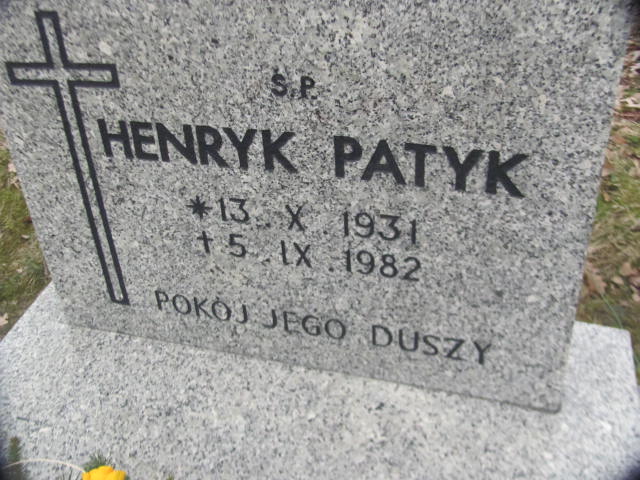 Ś.P.
HENRYK PATYK
* 13. X. 1931
† 5. IX. 1982
POKÓJ JEGO DUSZY